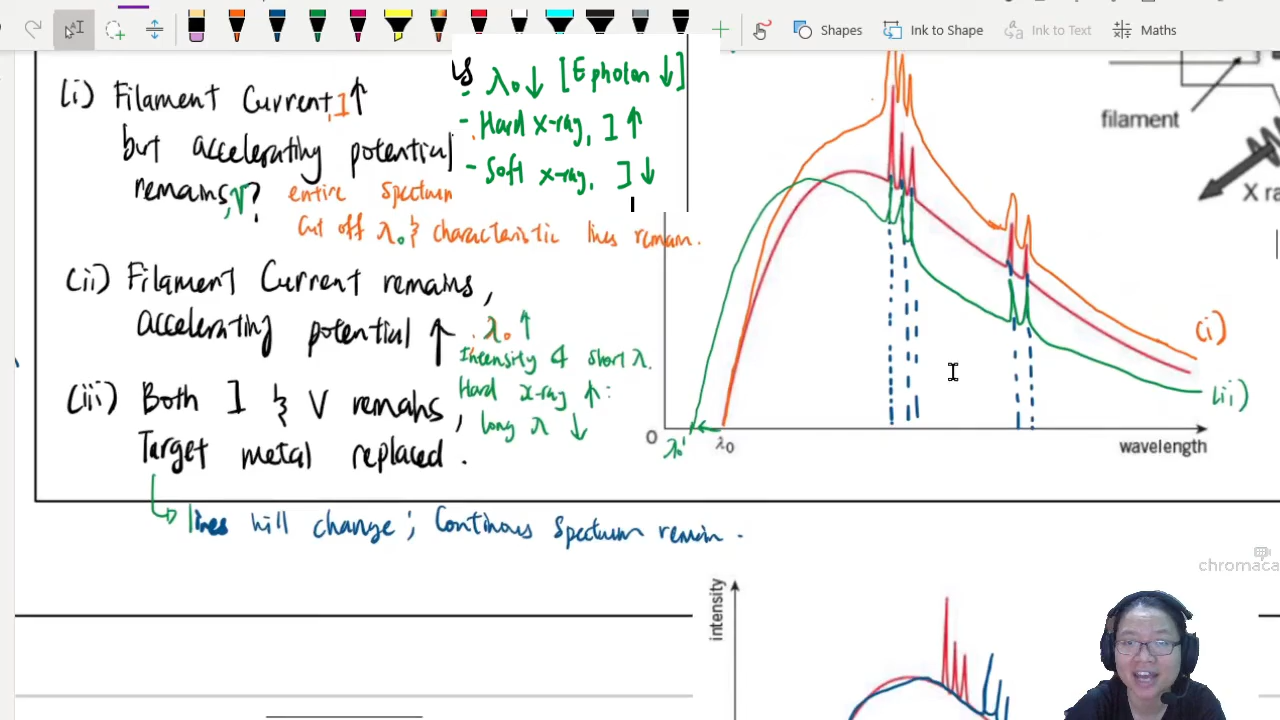 Shapes
Ink to Shape
Ink to Text
Maths
(i) Filament Current, I ↑
but accelerating potential
remains, V?
entire spectrum
Cut off λ₀ & characteristic lines remain.
λ₀ ↓ [E photon ↓]
- Hard x-ray, I ↑
- Soft x-ray, I ↓
(ii) Filament Current remains,
accelerating potential ↑
λ₀ ↑
Intensity of short λ.
Hard x-ray ↑:
long λ ↓
(iii) Both I & V remains,
Target metal replaced.
lines will change; Continous Spectrum remain.
filament
X ra
(i)
(ii)
0
λ₀'
λ₀
wavelength
intensity
chromaca